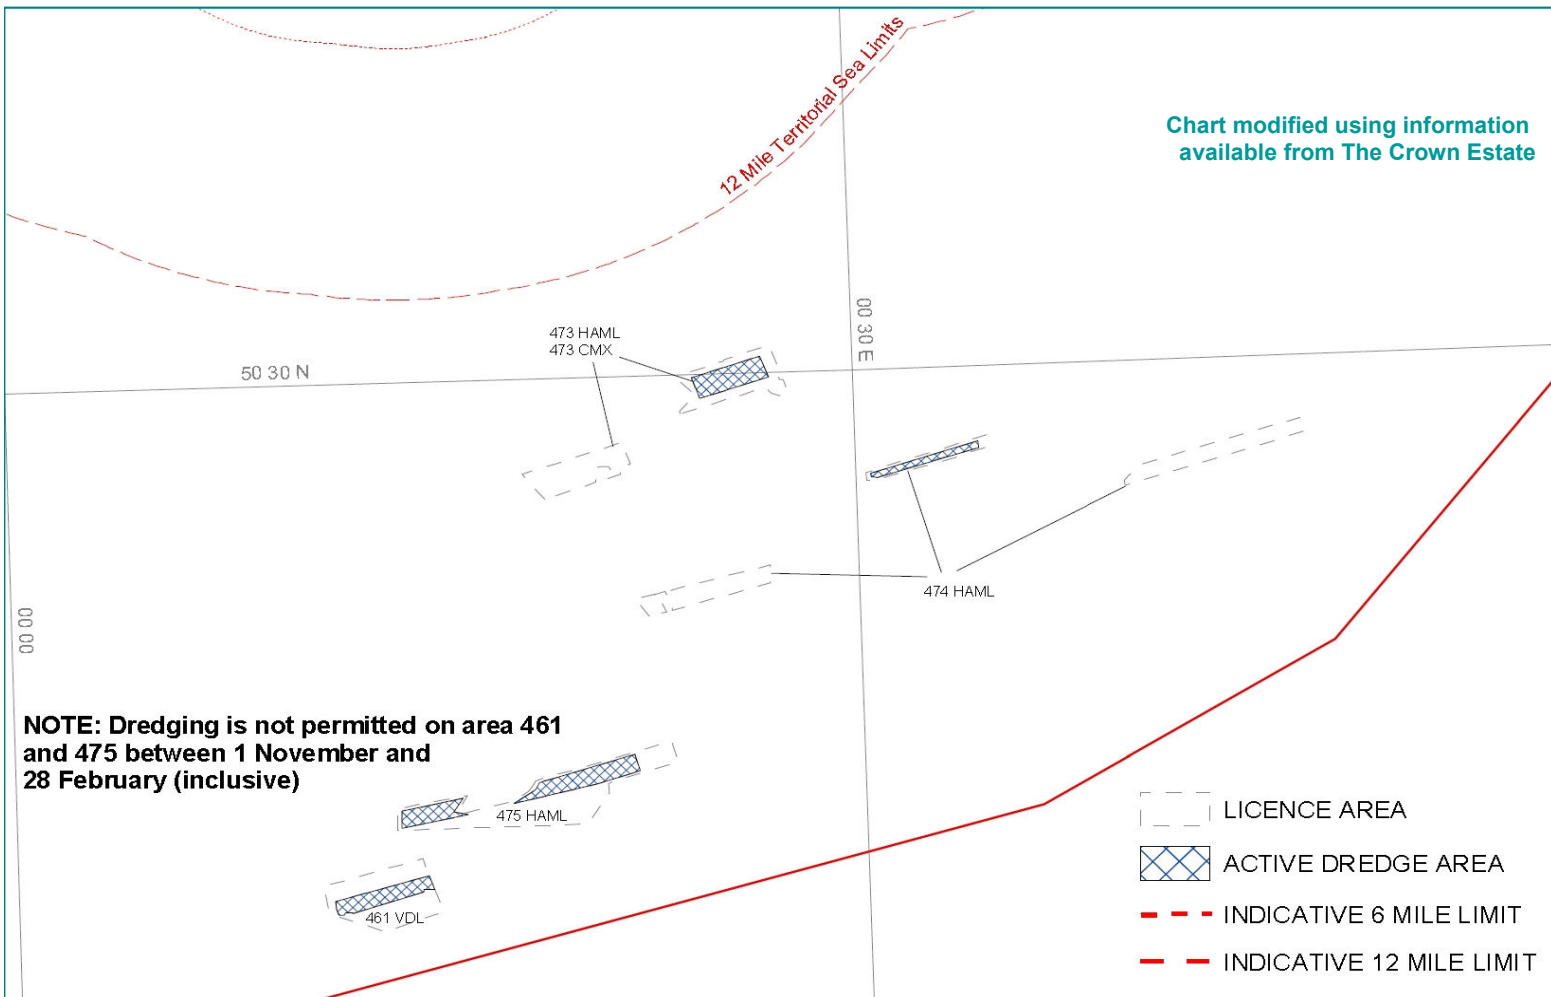 12 Mile Territorial Sea Limits
Chart modified using information
available from The Crown Estate
00 30 E
473 HAML
473 CMX
50 30 N
474 HAML
00 00
NOTE: Dredging is not permitted on area 461
and 475 between 1 November and
28 February (inclusive)
475 HAML
461 VDL
LICENCE AREA
ACTIVE DREDGE AREA
INDICATIVE 6 MILE LIMIT
INDICATIVE 12 MILE LIMIT